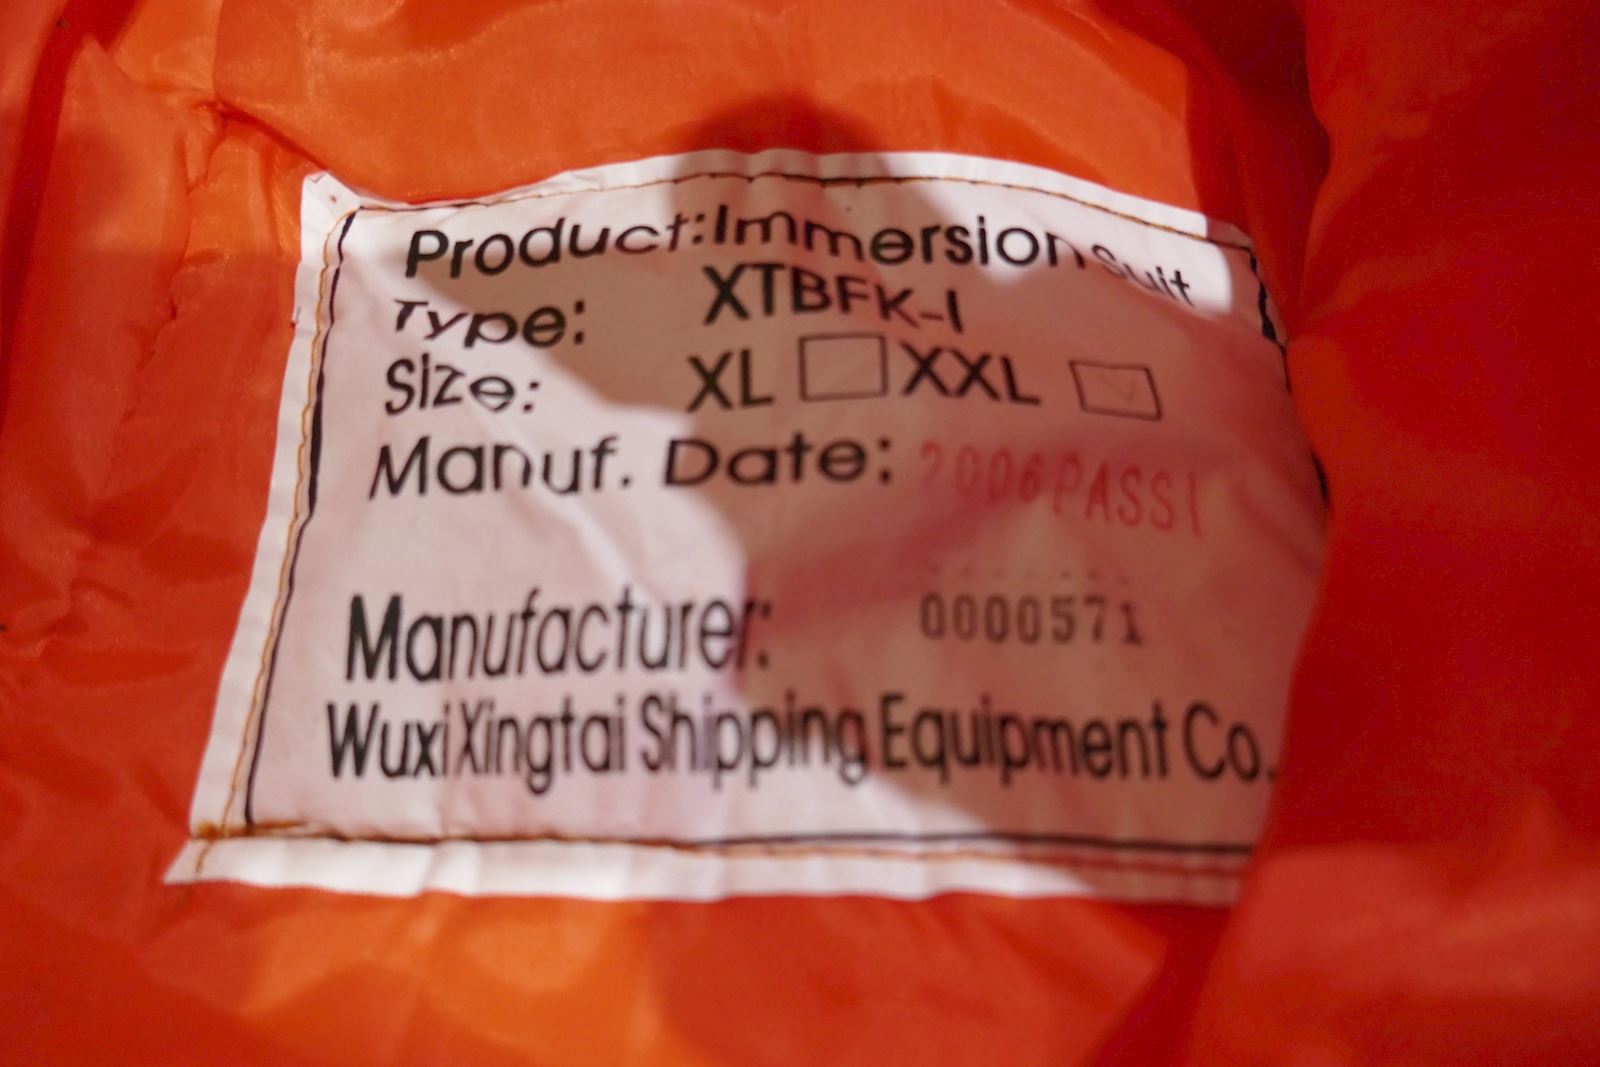 Product:Immersion Suit
Type: XTBFK-I
Size: XL ☐ XXL ☑
Manuf. Date: 2006PASS1
0000571
Manufacturer:
Wuxi Xingtai Shipping Equipment Co.